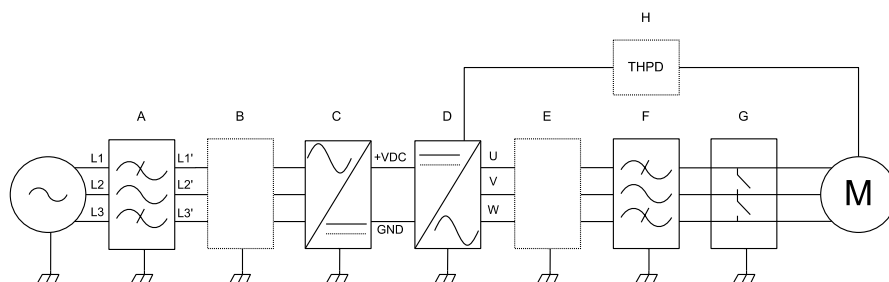 H
THPD
A B C D E F G
L1 L1' +VDC U
L2 L2' V
L3 L3' GND W
M